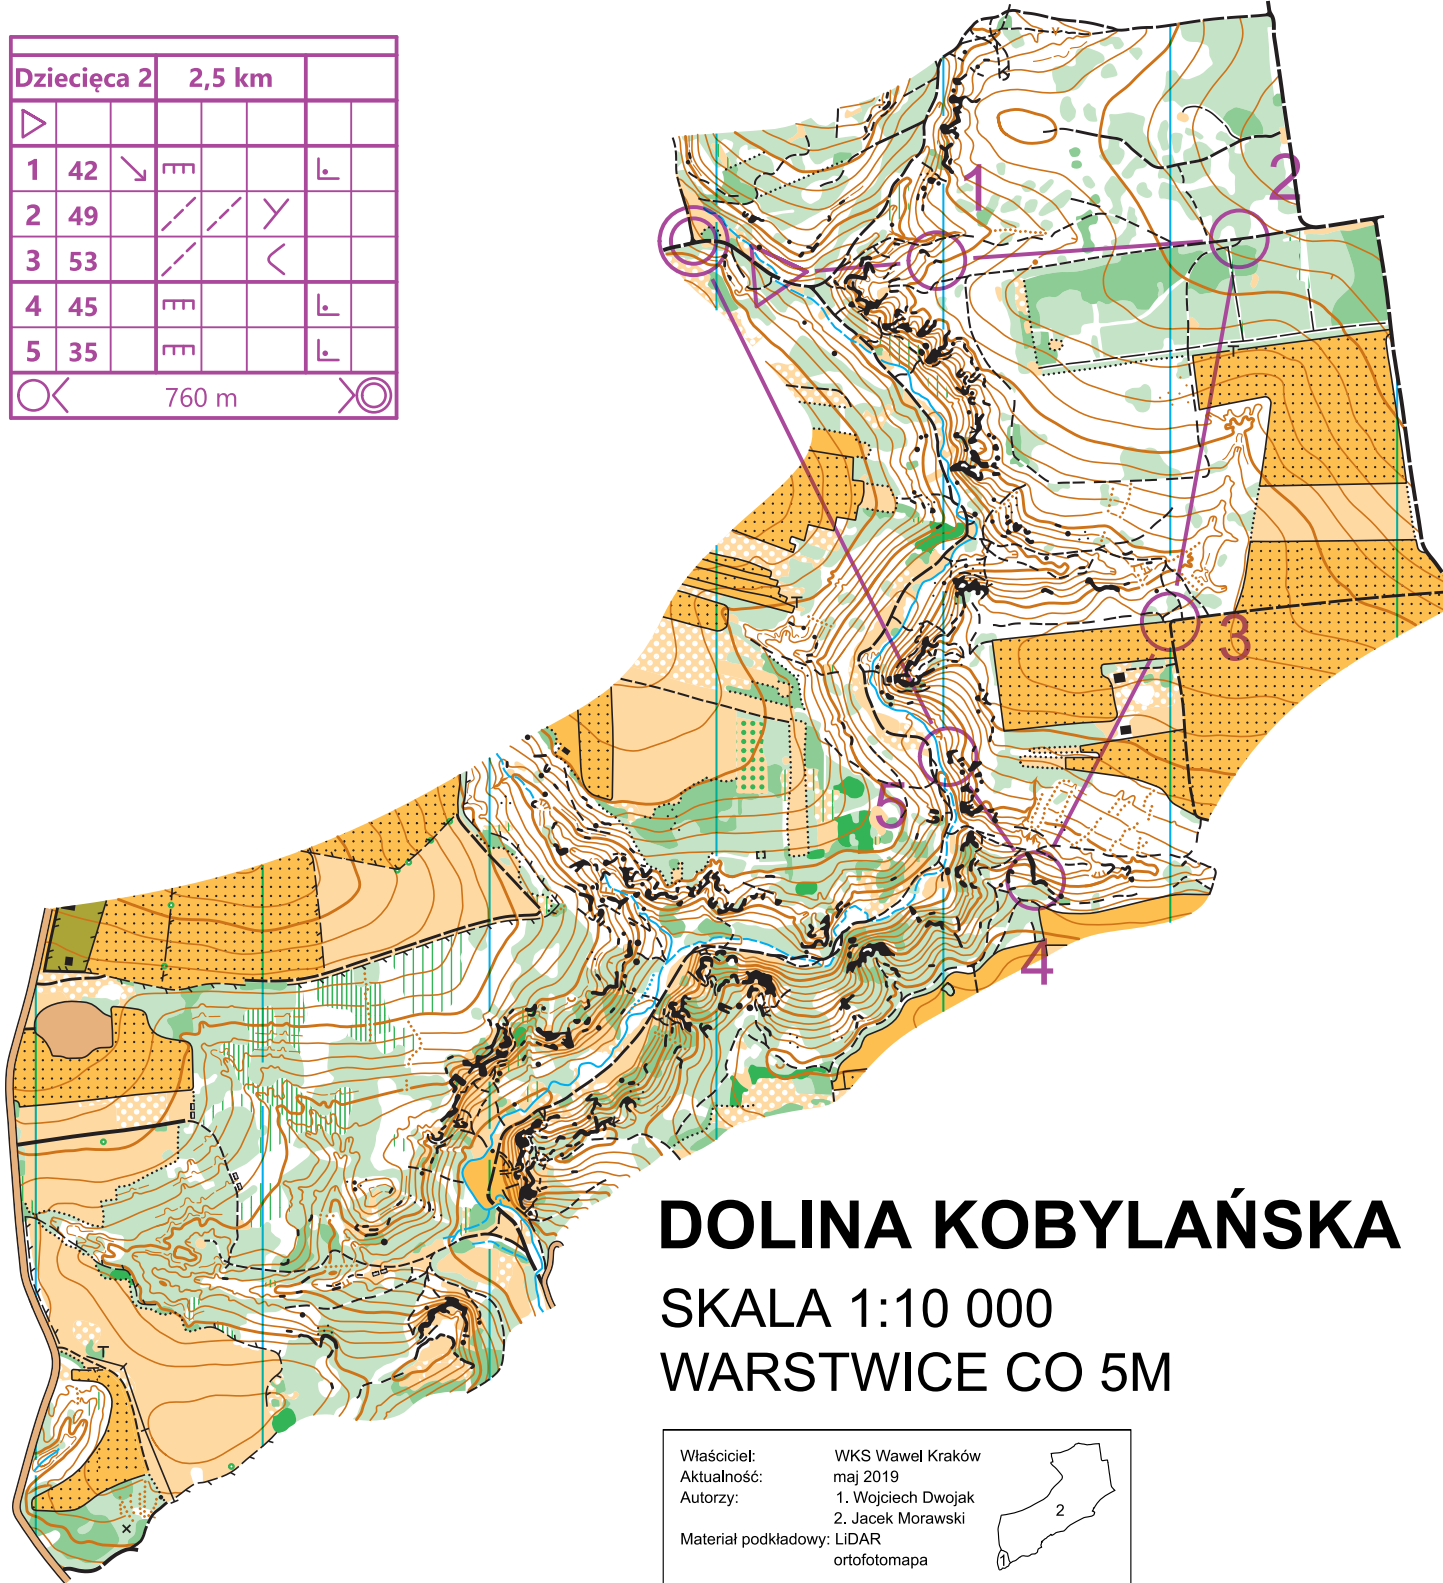 Dziecięca 2 2,5 km
1 42
2 49
3 53
4 45
5 35
760 m
1
2
3
5
4
DOLINA KOBYLAŃSKA
SKALA 1:10 000
WARSTWICE CO 5M
Właściciel: WKS Wawel Kraków
Aktualność: maj 2019
Autorzy: 1. Wojciech Dwojak
2. Jacek Morawski
Materiał podkładowy: LiDAR
ortofotomapa
2
1